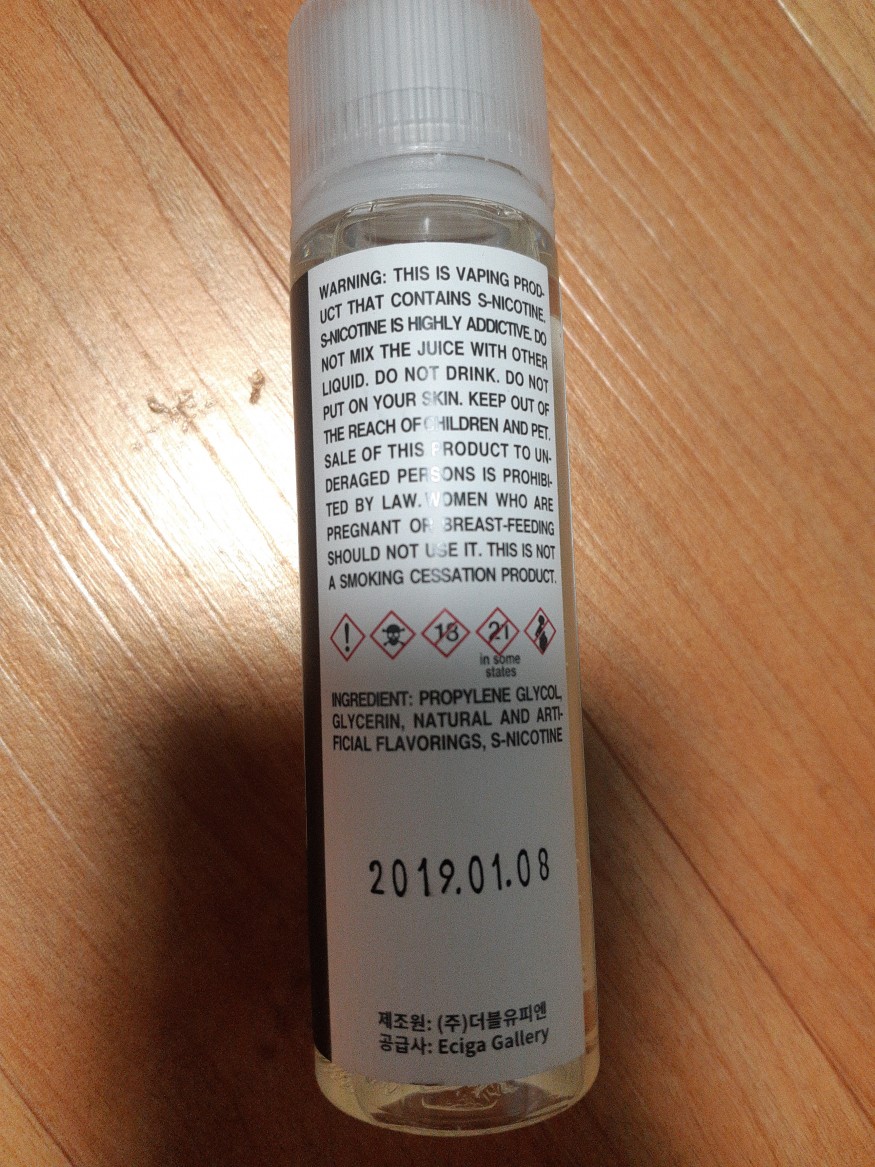 WARNING: THIS IS VAPING PROD-
UCT THAT CONTAINS S-NICOTINE.
S-NICOTINE IS HIGHLY ADDICTIVE. DO
NOT MIX THE JUICE WITH OTHER
LIQUID. DO NOT DRINK. DO NOT
PUT ON YOUR SKIN. KEEP OUT OF
THE REACH OF CHILDREN AND PET.
SALE OF THIS PRODUCT TO UN-
DERAGED PERSONS IS PROHIBI-
TED BY LAW. WOMEN WHO ARE
PREGNANT OR BREAST-FEEDING
SHOULD NOT USE IT. THIS IS NOT
A SMOKING CESSATION PRODUCT.
! 18 21
in some
states
INGREDIENT: PROPYLENE GLYCOL,
GLYCERIN, NATURAL AND ARTI-
FICIAL FLAVORINGS, S-NICOTINE
2019.01.08
제조원: (주)더블유피엔
공급사: Eciga Gallery